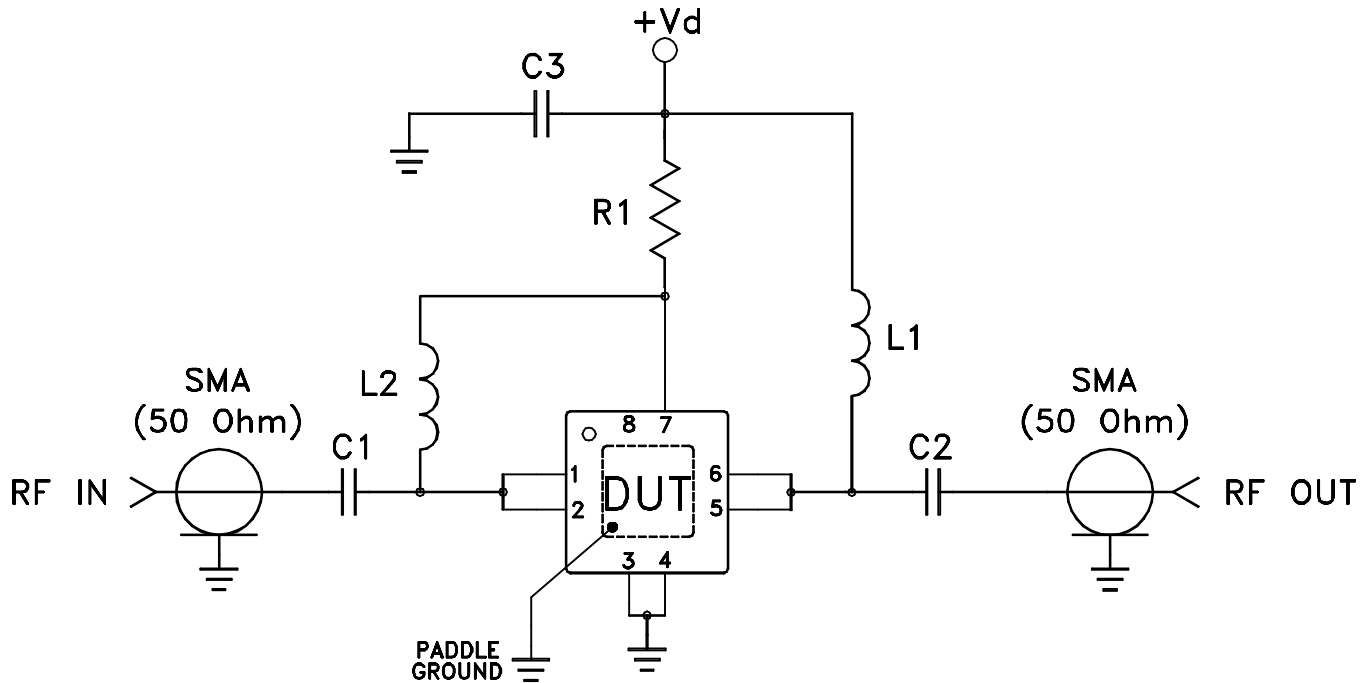 +Vd
C3
R1
L1
L2
SMA
(50 Ohm)
SMA
(50 Ohm)
C1
C2
8 7
1
6
RF IN
DUT
RF OUT
2
5
3 4
PADDLE
GROUND